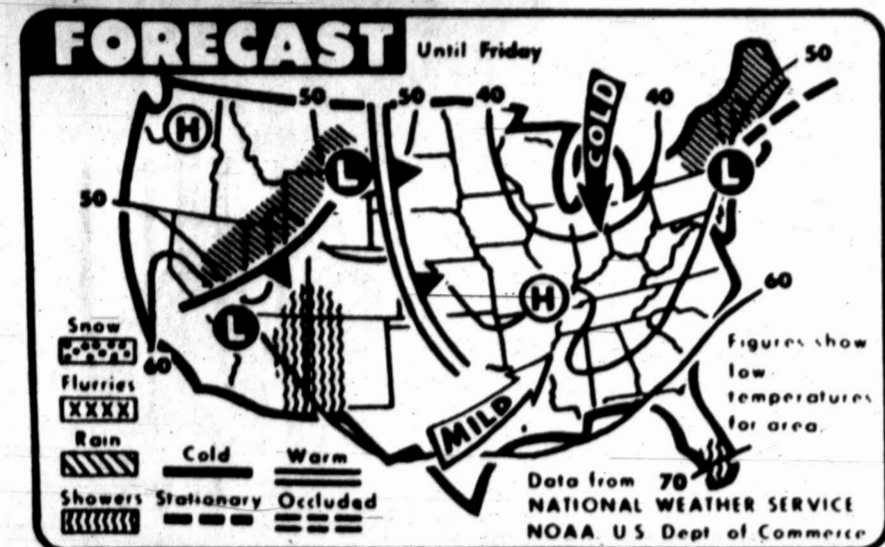 FORECAST Until Friday
50 50 40 40 50
H COLD
L L
50
H 60
L
60
MILD
70
Snow
Flurries
XXXX
Rain
Showers
Cold Warm
Stationary Occluded
Figures show
low
temperatures
for area.
Data from
NATIONAL WEATHER SERVICE
NOAA U.S. Dept of Commerce